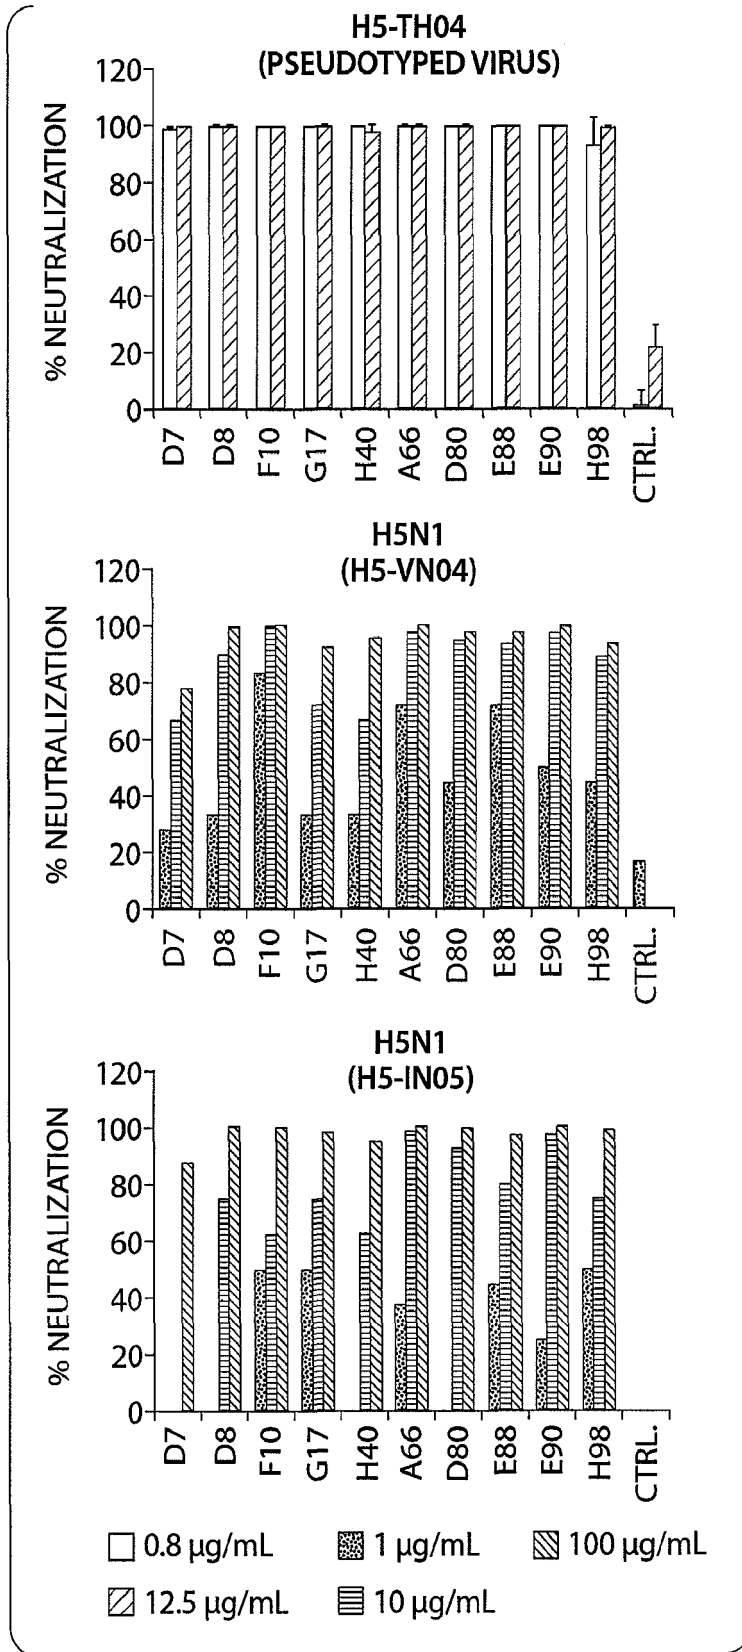 H5-TH04
(PSEUDOTYPED VIRUS)
% NEUTRALIZATION
120
100
80
60
40
20
0
D7 D8 F10 G17 H40 A66 D80 E88 E90 H98 CTRL.
H5N1
(H5-VN04)
% NEUTRALIZATION
120
100
80
60
40
20
0
D7 D8 F10 G17 H40 A66 D80 E88 E90 H98 CTRL.
H5N1
(H5-IN05)
% NEUTRALIZATION
120
100
80
60
40
20
0
D7 D8 F10 G17 H40 A66 D80 E88 E90 H98 CTRL.
0.8 µg/mL 1 µg/mL 100 µg/mL
12.5 µg/mL 10 µg/mL